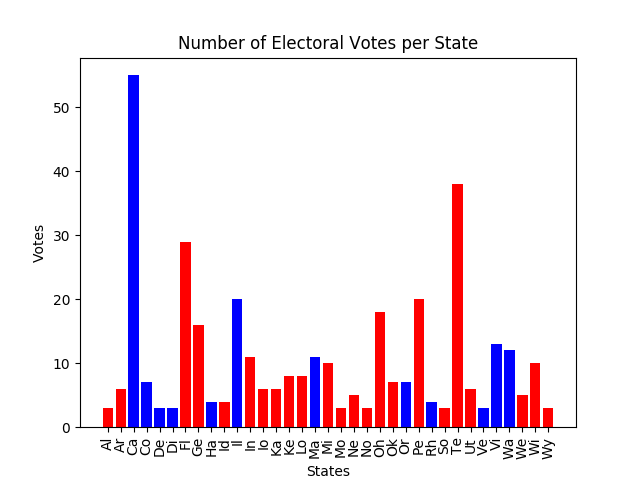 Number of Electoral Votes per State
Votes
50
40
30
20
10
0
Al Ar Ca Co De Di Fl Ge Ha Id Il In Io Ka Ke Lo Ma Mi Mo Ne No Oh Ok Or Pe Rh So Te Ut Ve Vi Wa We Wi Wy
States